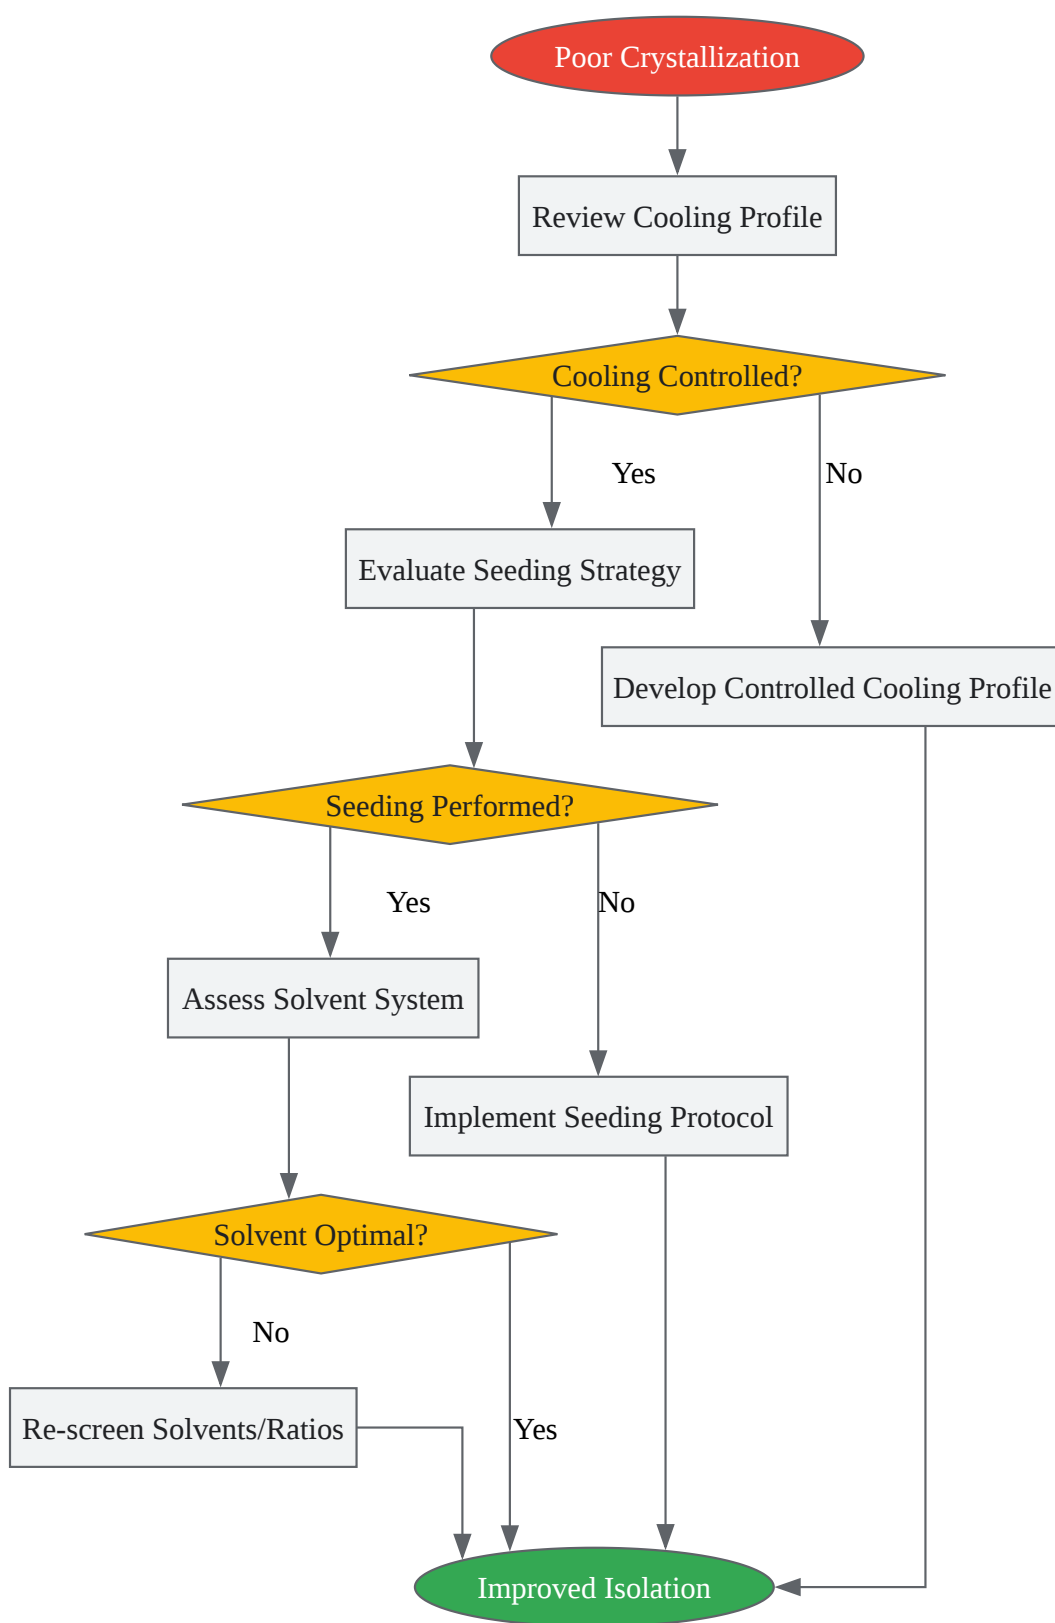 Poor Crystallization
Review Cooling Profile
Cooling Controlled?
Yes
No
Evaluate Seeding Strategy
Develop Controlled Cooling Profile
Seeding Performed?
Yes
No
Assess Solvent System
Implement Seeding Protocol
Solvent Optimal?
No
Re-screen Solvents/Ratios
Yes
Improved Isolation